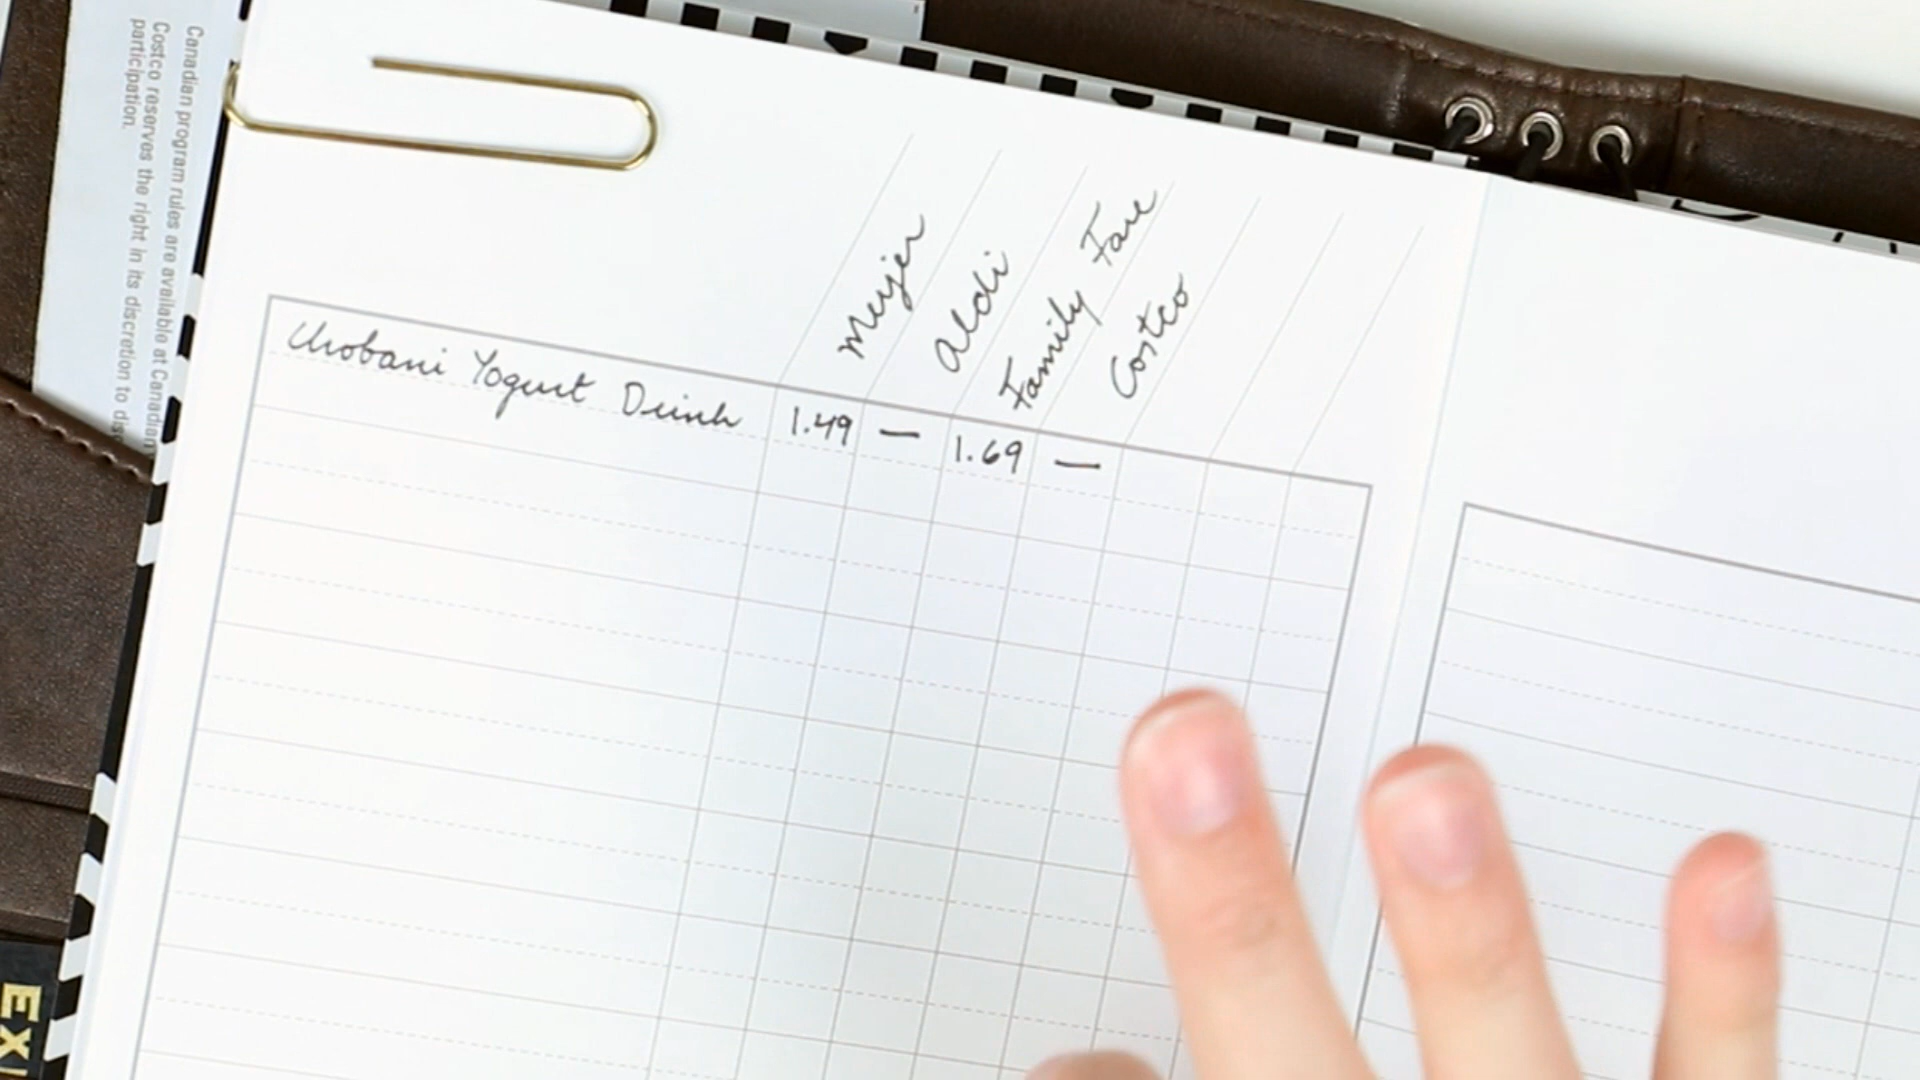 Canadian program rules are available at Canadian
Costco reserves the right in its discretion to
participation.
Meijer
Aldi
Family Fare
Costco
Chobani Yogurt Drink 1.49 — 1.69 —